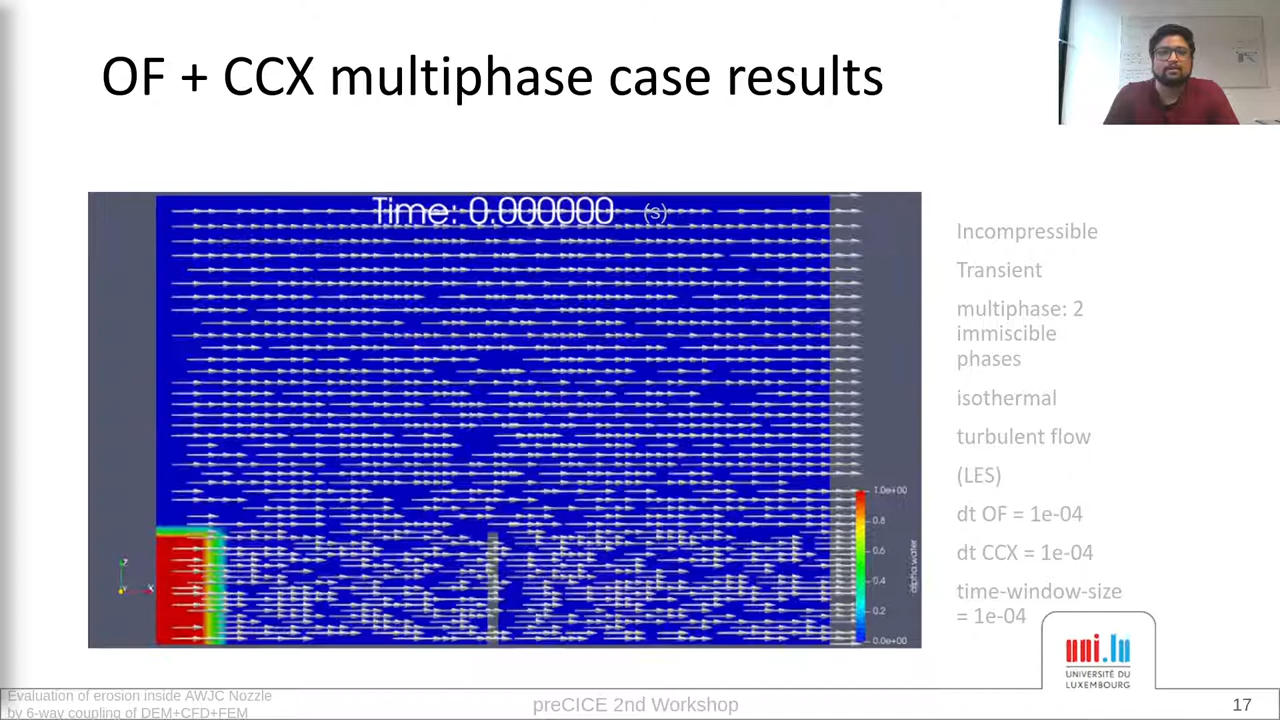 OF + CCX multiphase case results
Time: 0.000000 (s)
Incompressible
Transient
multiphase: 2
immiscible
phases
isothermal
turbulent flow
(LES)
dt OF = 1e-04
dt CCX = 1e-04
time-window-size
= 1e-04
1.0e+00
0.8
0.6
0.4
0.2
0.0e+00
alpha.water
Z
Y
X
uni.lu
UNIVERSITÉ DU
LUXEMBOURG
Evaluation of erosion inside AWJC Nozzle
by 6-way coupling of DEM+CFD+FEM
preCICE 2nd Workshop
17